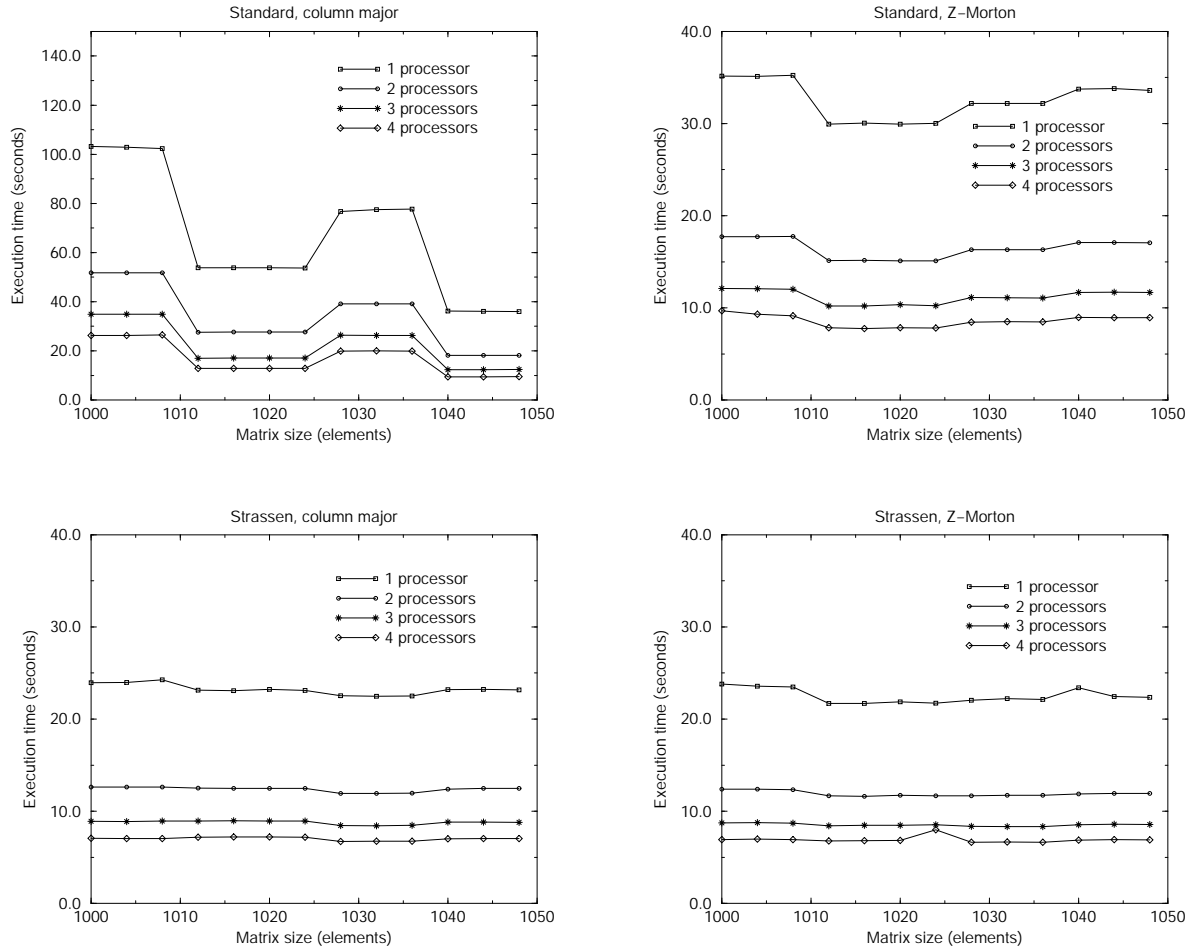 Standard, column major
140.0
120.0
100.0
80.0
60.0
40.0
20.0
0.0
Execution time (seconds)
1 processor
2 processors
3 processors
4 processors
1000 1010 1020 1030 1040 1050
Matrix size (elements)
Standard, Z–Morton
40.0
30.0
20.0
10.0
0.0
Execution time (seconds)
1 processor
2 processors
3 processors
4 processors
1000 1010 1020 1030 1040 1050
Matrix size (elements)
Strassen, column major
40.0
30.0
20.0
10.0
0.0
Execution time (seconds)
1 processor
2 processors
3 processors
4 processors
1000 1010 1020 1030 1040 1050
Matrix size (elements)
Strassen, Z–Morton
40.0
30.0
20.0
10.0
0.0
Execution time (seconds)
1 processor
2 processors
3 processors
4 processors
1000 1010 1020 1030 1040 1050
Matrix size (elements)